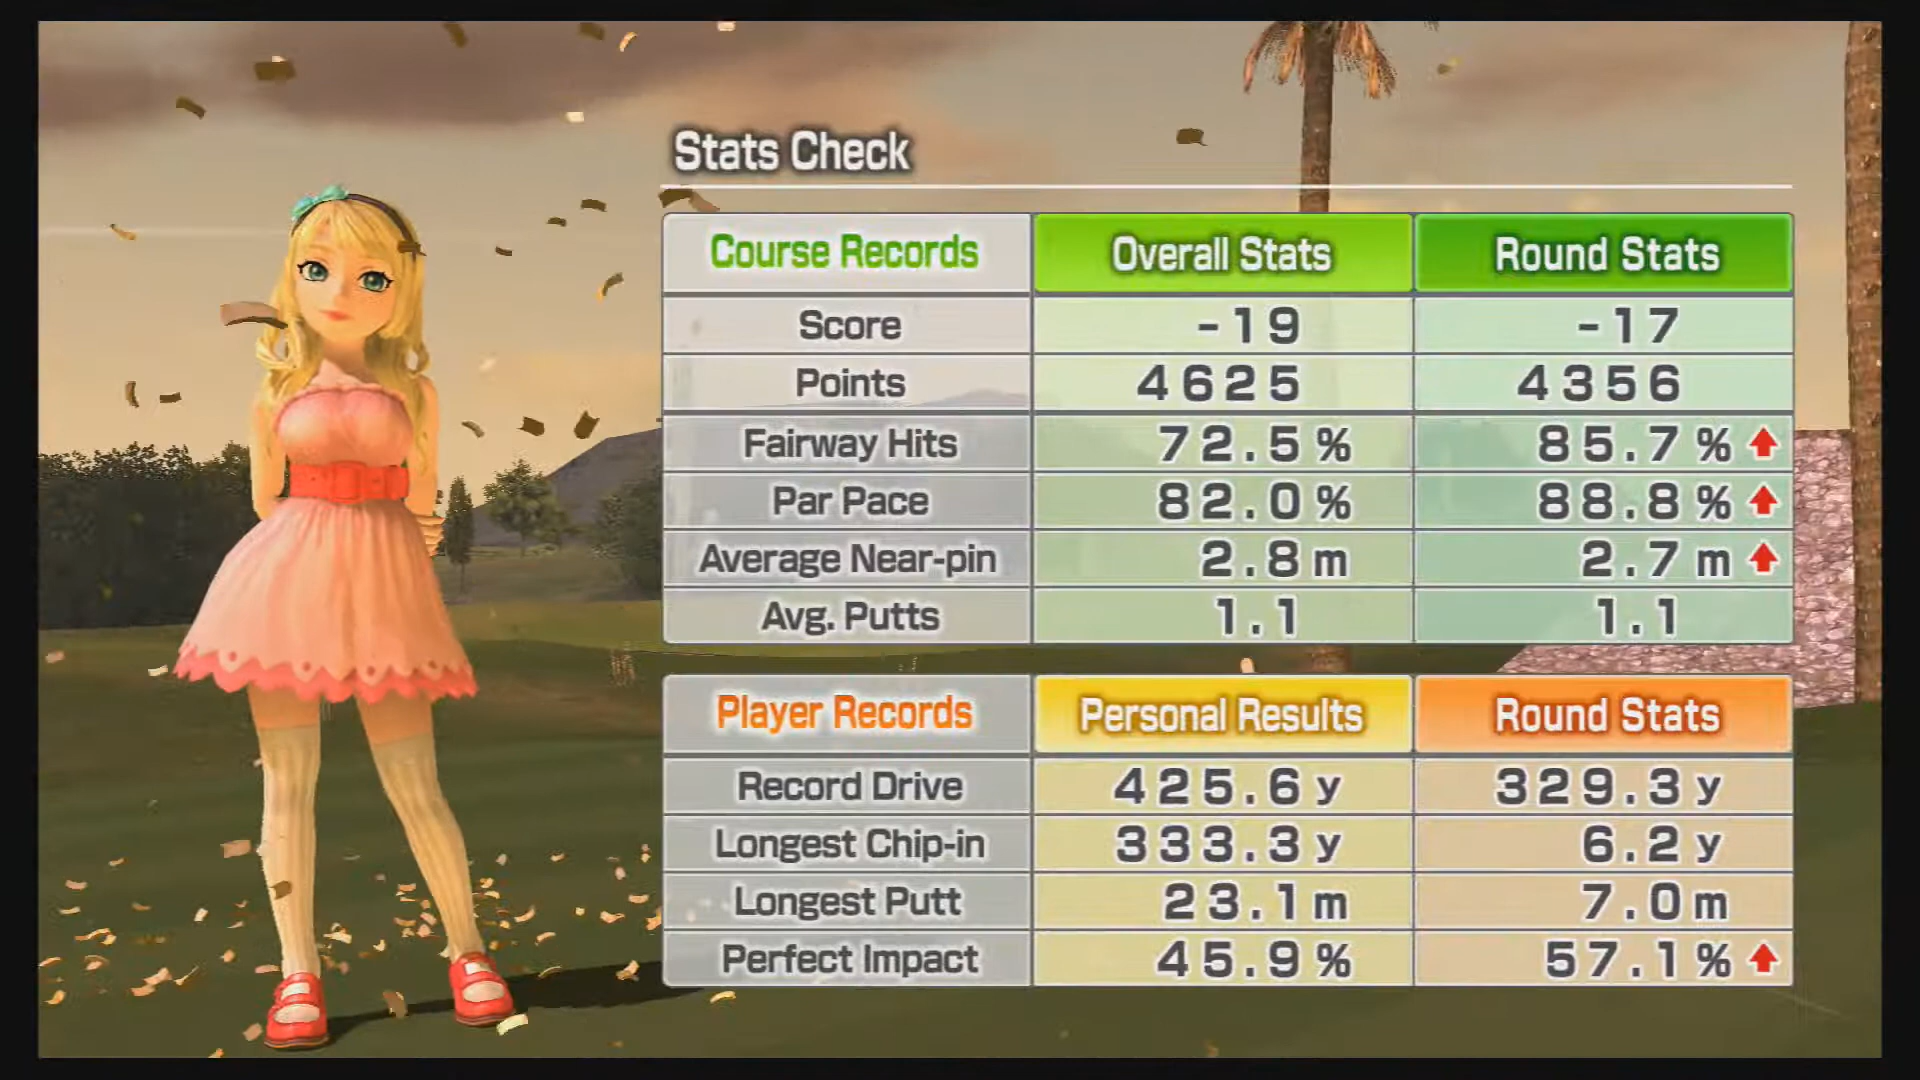 Stats Check
Course Records Overall Stats Round Stats
Score -19 -17
Points 4625 4356
Fairway Hits 72.5% 85.7%
Par Pace 82.0% 88.8%
Average Near-pin 2.8m 2.7m
Avg. Putts 1.1 1.1
Player Records Personal Results Round Stats
Record Drive 425.6y 329.3y
Longest Chip-in 333.3y 6.2y
Longest Putt 23.1m 7.0m
Perfect Impact 45.9% 57.1%